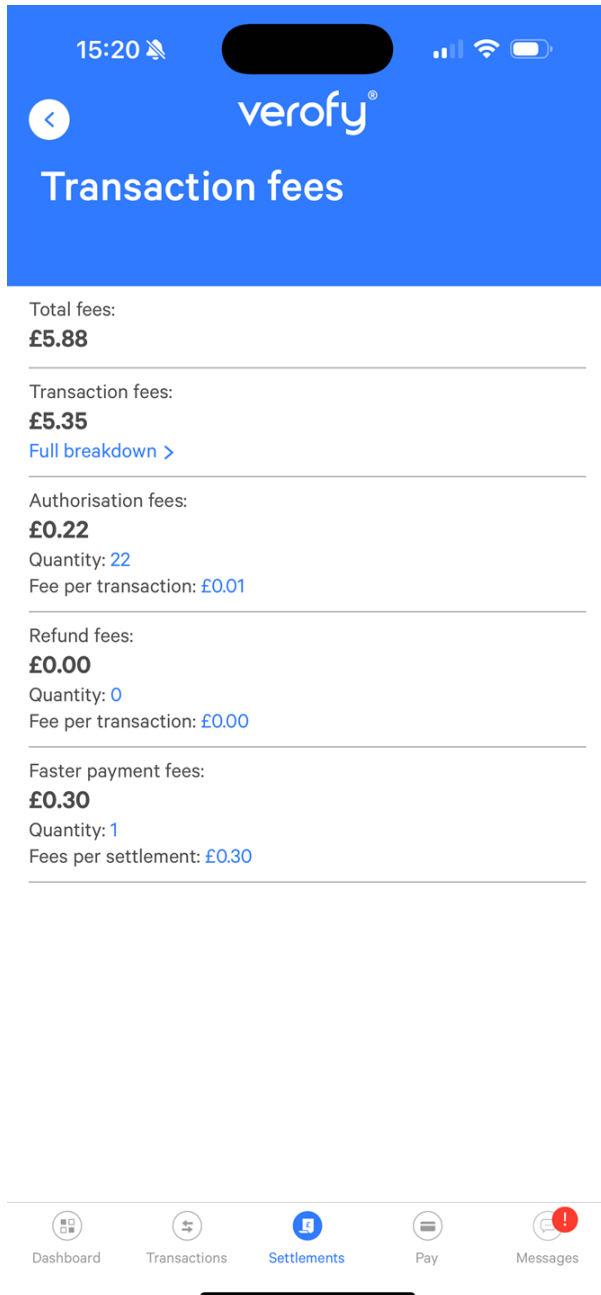 15:20
verofy®
Transaction fees
Total fees:
£5.88
Transaction fees:
£5.35
Full breakdown >
Authorisation fees:
£0.22
Quantity: 22
Fee per transaction: £0.01
Refund fees:
£0.00
Quantity: 0
Fee per transaction: £0.00
Faster payment fees:
£0.30
Quantity: 1
Fees per settlement: £0.30
Dashboard Transactions Settlements Pay Messages